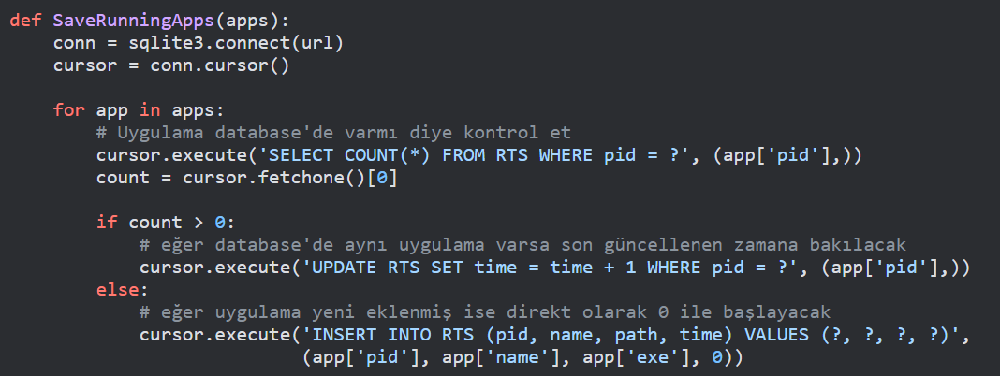 def SaveRunningApps(apps):
    conn = sqlite3.connect(url)
    cursor = conn.cursor()

    for app in apps:
        # Uygulama database'de varmı diye kontrol et
        cursor.execute('SELECT COUNT(*) FROM RTS WHERE pid = ?', (app['pid'],))
        count = cursor.fetchone()[0]

        if count > 0:
            # eğer database'de aynı uygulama varsa son güncellenen zamana bakılacak
            cursor.execute('UPDATE RTS SET time = time + 1 WHERE pid = ?', (app['pid'],))
        else:
            # eğer uygulama yeni eklenmiş ise direkt olarak 0 ile başlayacak
            cursor.execute('INSERT INTO RTS (pid, name, path, time) VALUES (?, ?, ?, ?)',
                           (app['pid'], app['name'], app['exe'], 0))